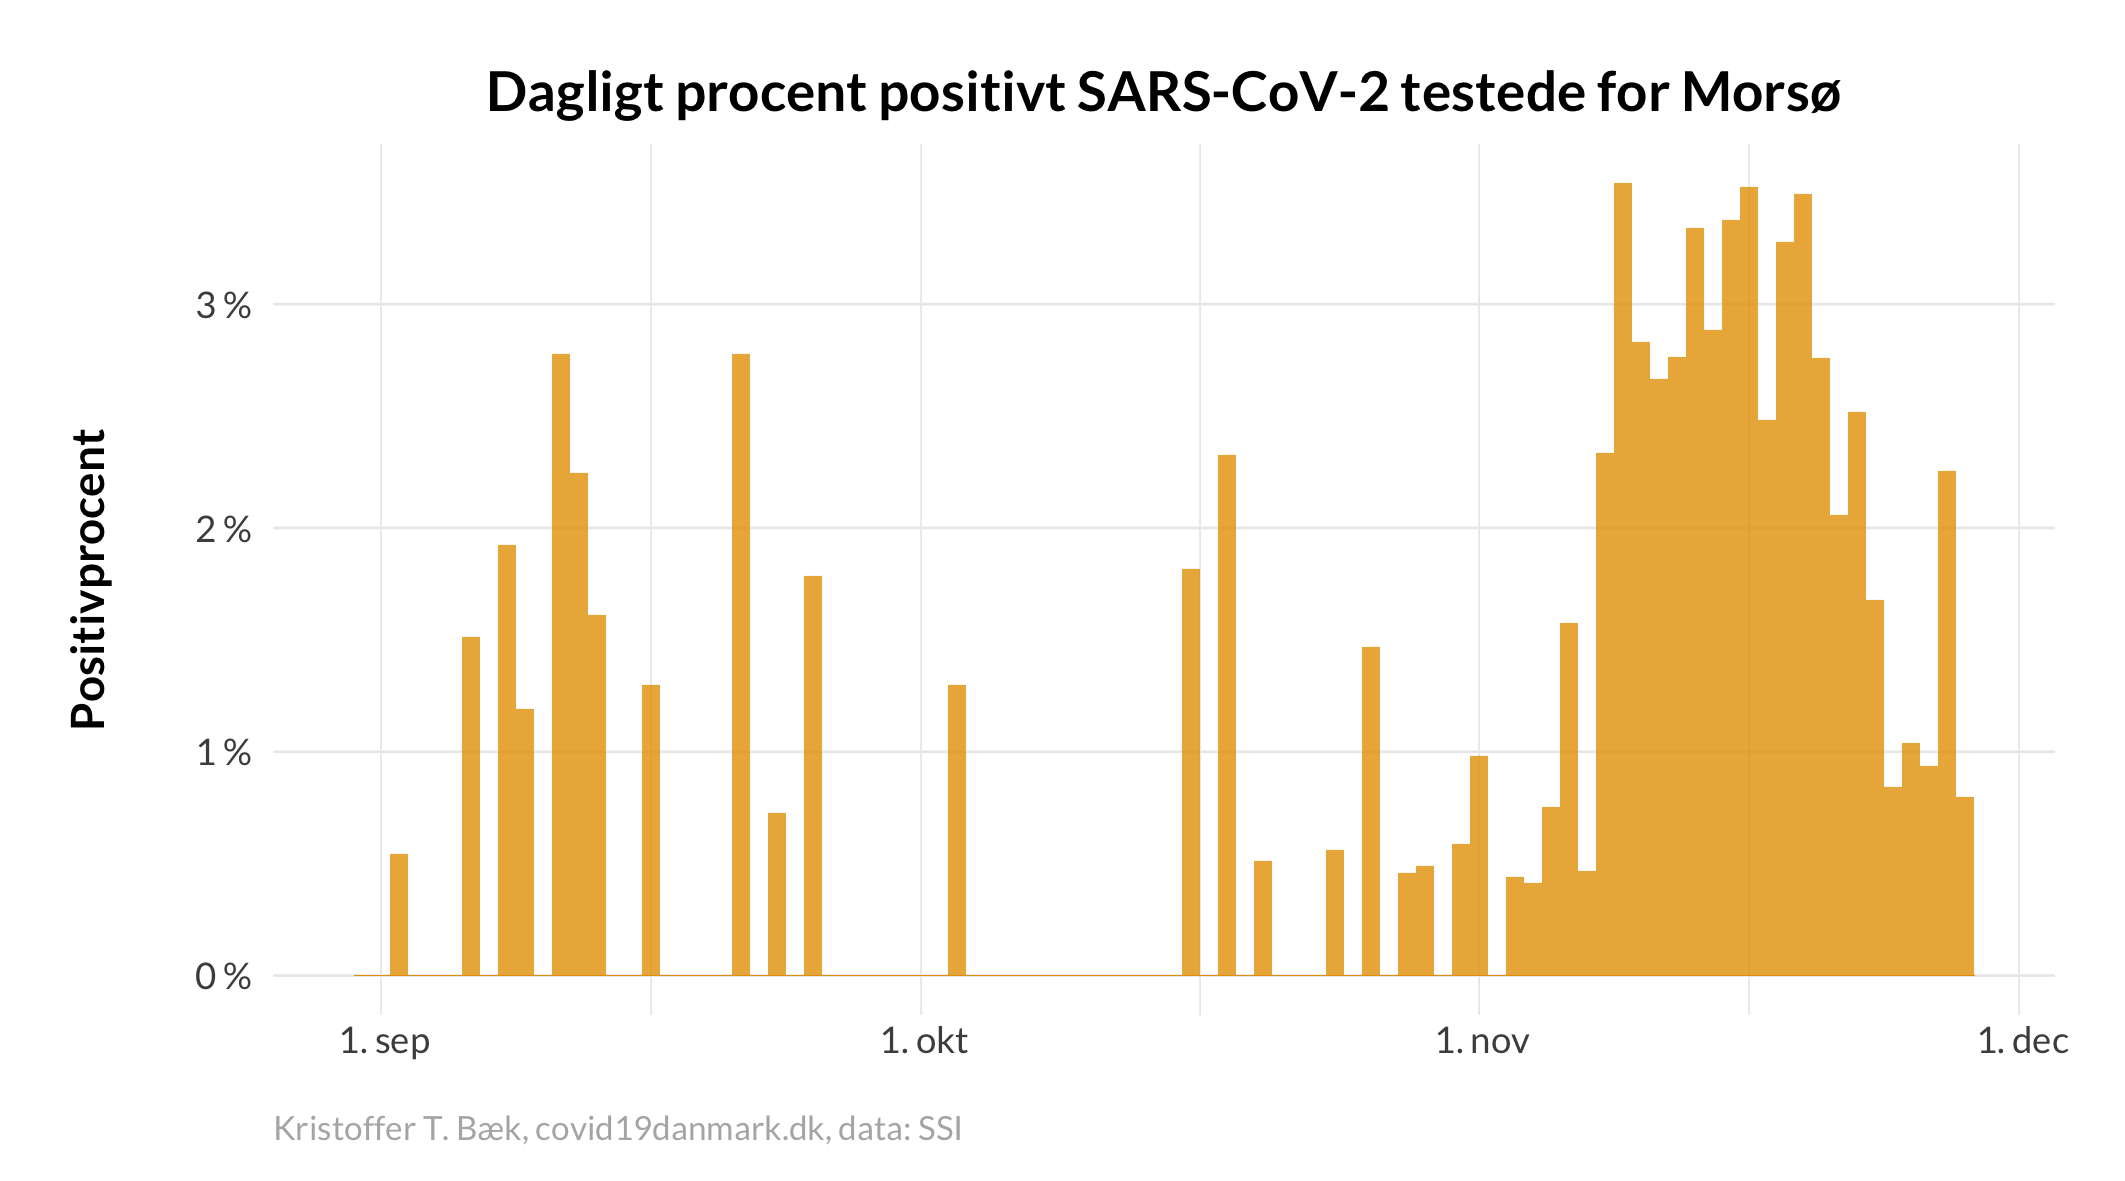 Dagligt procent positivt SARS-CoV-2 testede for Morsø
Positivprocent
3 %
2 %
1 %
0 %
1. sep
1. okt
1. nov
1. dec
Kristoffer T. Bæk, covid19danmark.dk, data: SSI